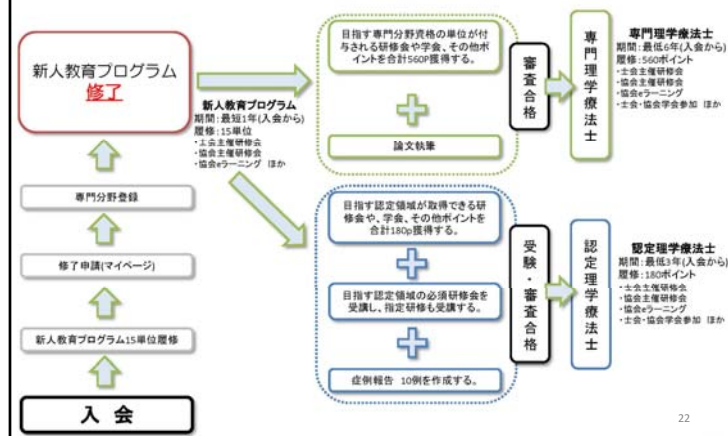 新人教育プログラム
修了
専門分野登録
修了申請(マイページ)
新人教育プログラム15単位履修
入 会
新人教育プログラム
期間:最短1年(入会から)
履修:15単位
・士会主催研修会
・協会主催研修会
・協会eラーニング ほか
目指す専門分野資格の単位が付
与される研修会や学会、その他ポ
イントを合計560P獲得する。
論文執筆
審査合格
専門理学療法士
専門理学療法士
期間:最低6年(入会から)
履修:560ポイント
・士会主催研修会
・協会主催研修会
・協会eラーニング
・士会・協会学会参加 ほか
目指す認定領域が取得できる研
修会や、学会、その他ポイントを
合計180p獲得する。
目指す認定領域の必須研修会を
受講し、指定研修も受講する。
症例報告 10例を作成する。
受験・審査合格
認定理学療法士
認定理学療法士
期間:最低3年(入会から)
履修:180ポイント
・士会主催研修会
・協会主催研修会
・協会eラーニング
・士会・協会学会参加 ほか
22